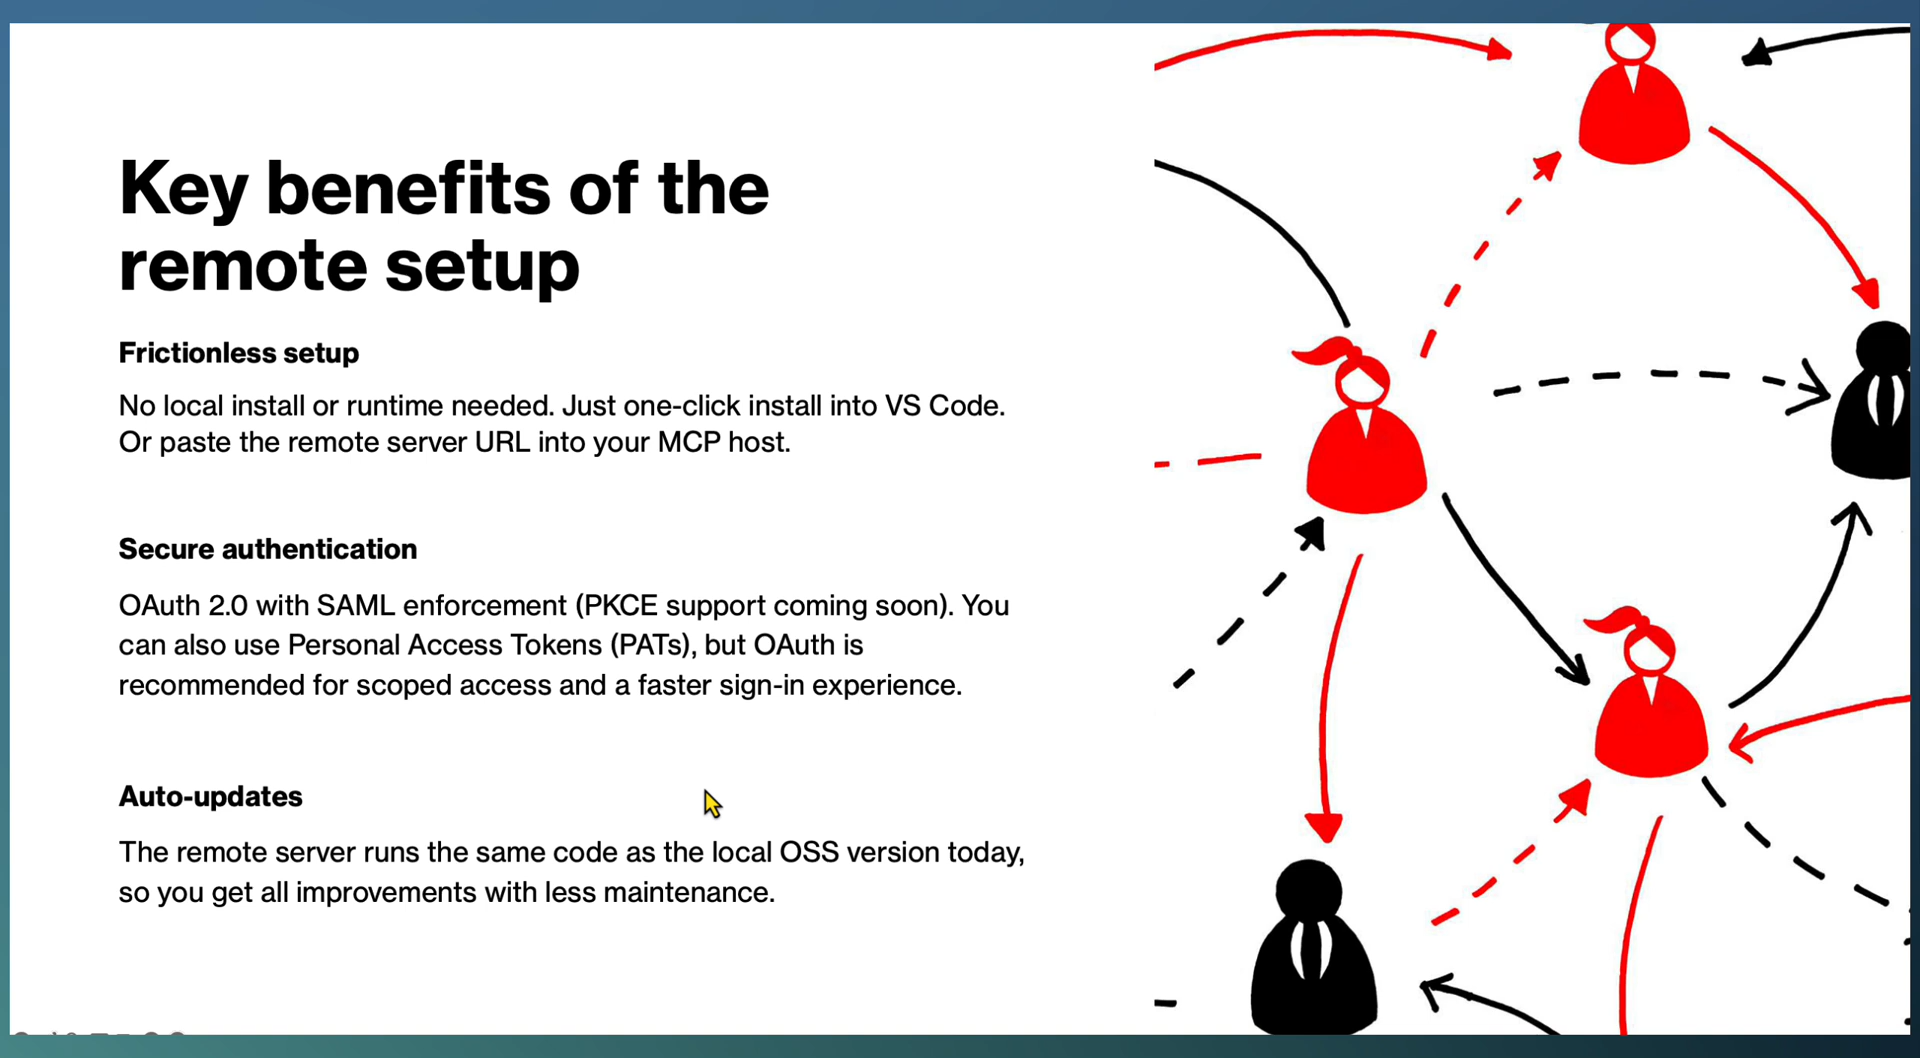 Key benefits of the
remote setup
Frictionless setup
No local install or runtime needed. Just one-click install into VS Code.
Or paste the remote server URL into your MCP host.
Secure authentication
OAuth 2.0 with SAML enforcement (PKCE support coming soon). You
can also use Personal Access Tokens (PATs), but OAuth is
recommended for scoped access and a faster sign-in experience.
Auto-updates
The remote server runs the same code as the local OSS version today,
so you get all improvements with less maintenance.